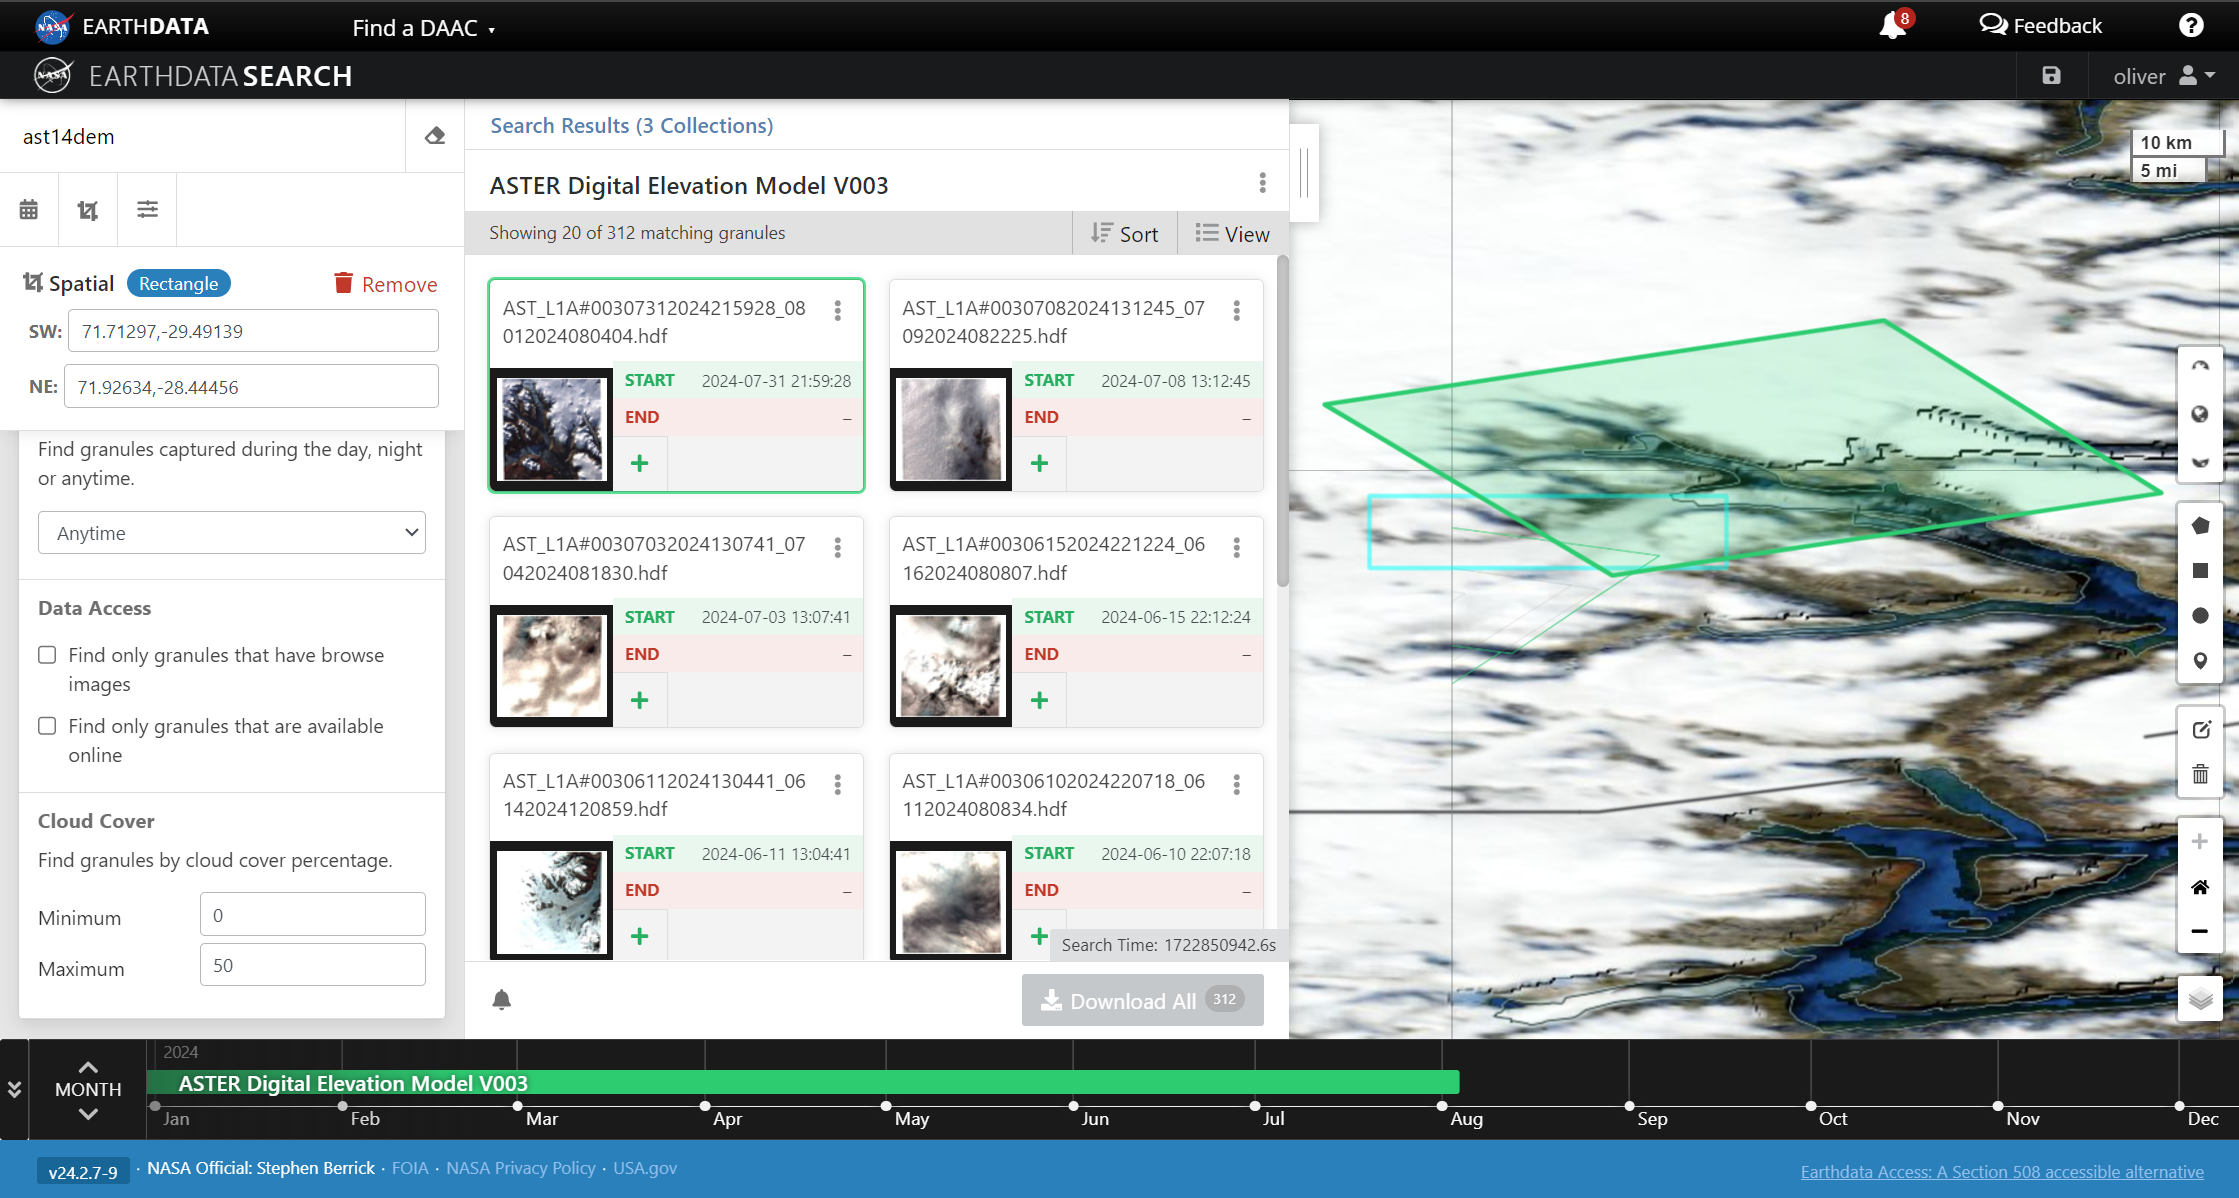 NASA EARTHDATA
Find a DAAC
8
Feedback
?
NASA EARTHDATA SEARCH
oliver
ast14dem
Spatial Rectangle Remove
SW: 71.71297,-29.49139
NE: 71.92634,-28.44456
Find granules captured during the day, night
or anytime.
Anytime
Data Access
Find only granules that have browse
images
Find only granules that are available
online
Cloud Cover
Find granules by cloud cover percentage.
Minimum 0
Maximum 50
Search Results (3 Collections)
ASTER Digital Elevation Model V003
Showing 20 of 312 matching granules
Sort
View
AST_L1A#00307312024215928_08
012024080404.hdf
START 2024-07-31 21:59:28
END –
AST_L1A#00307082024131245_07
092024082225.hdf
START 2024-07-08 13:12:45
END –
AST_L1A#00307032024130741_07
042024081830.hdf
START 2024-07-03 13:07:41
END –
AST_L1A#00306152024221224_06
162024080807.hdf
START 2024-06-15 22:12:24
END –
AST_L1A#00306112024130441_06
142024120859.hdf
START 2024-06-11 13:04:41
END –
AST_L1A#00306102024220718_06
112024080834.hdf
START 2024-06-10 22:07:18
END –
Search Time: 1722850942.6s
Download All 312
10 km
5 mi
MONTH
2024
ASTER Digital Elevation Model V003
Jan Feb Mar Apr May Jun Jul Aug Sep Oct Nov Dec
v24.2.7-9 · NASA Official: Stephen Berrick · FOIA · NASA Privacy Policy · USA.gov
Earthdata Access: A Section 508 accessible alternative